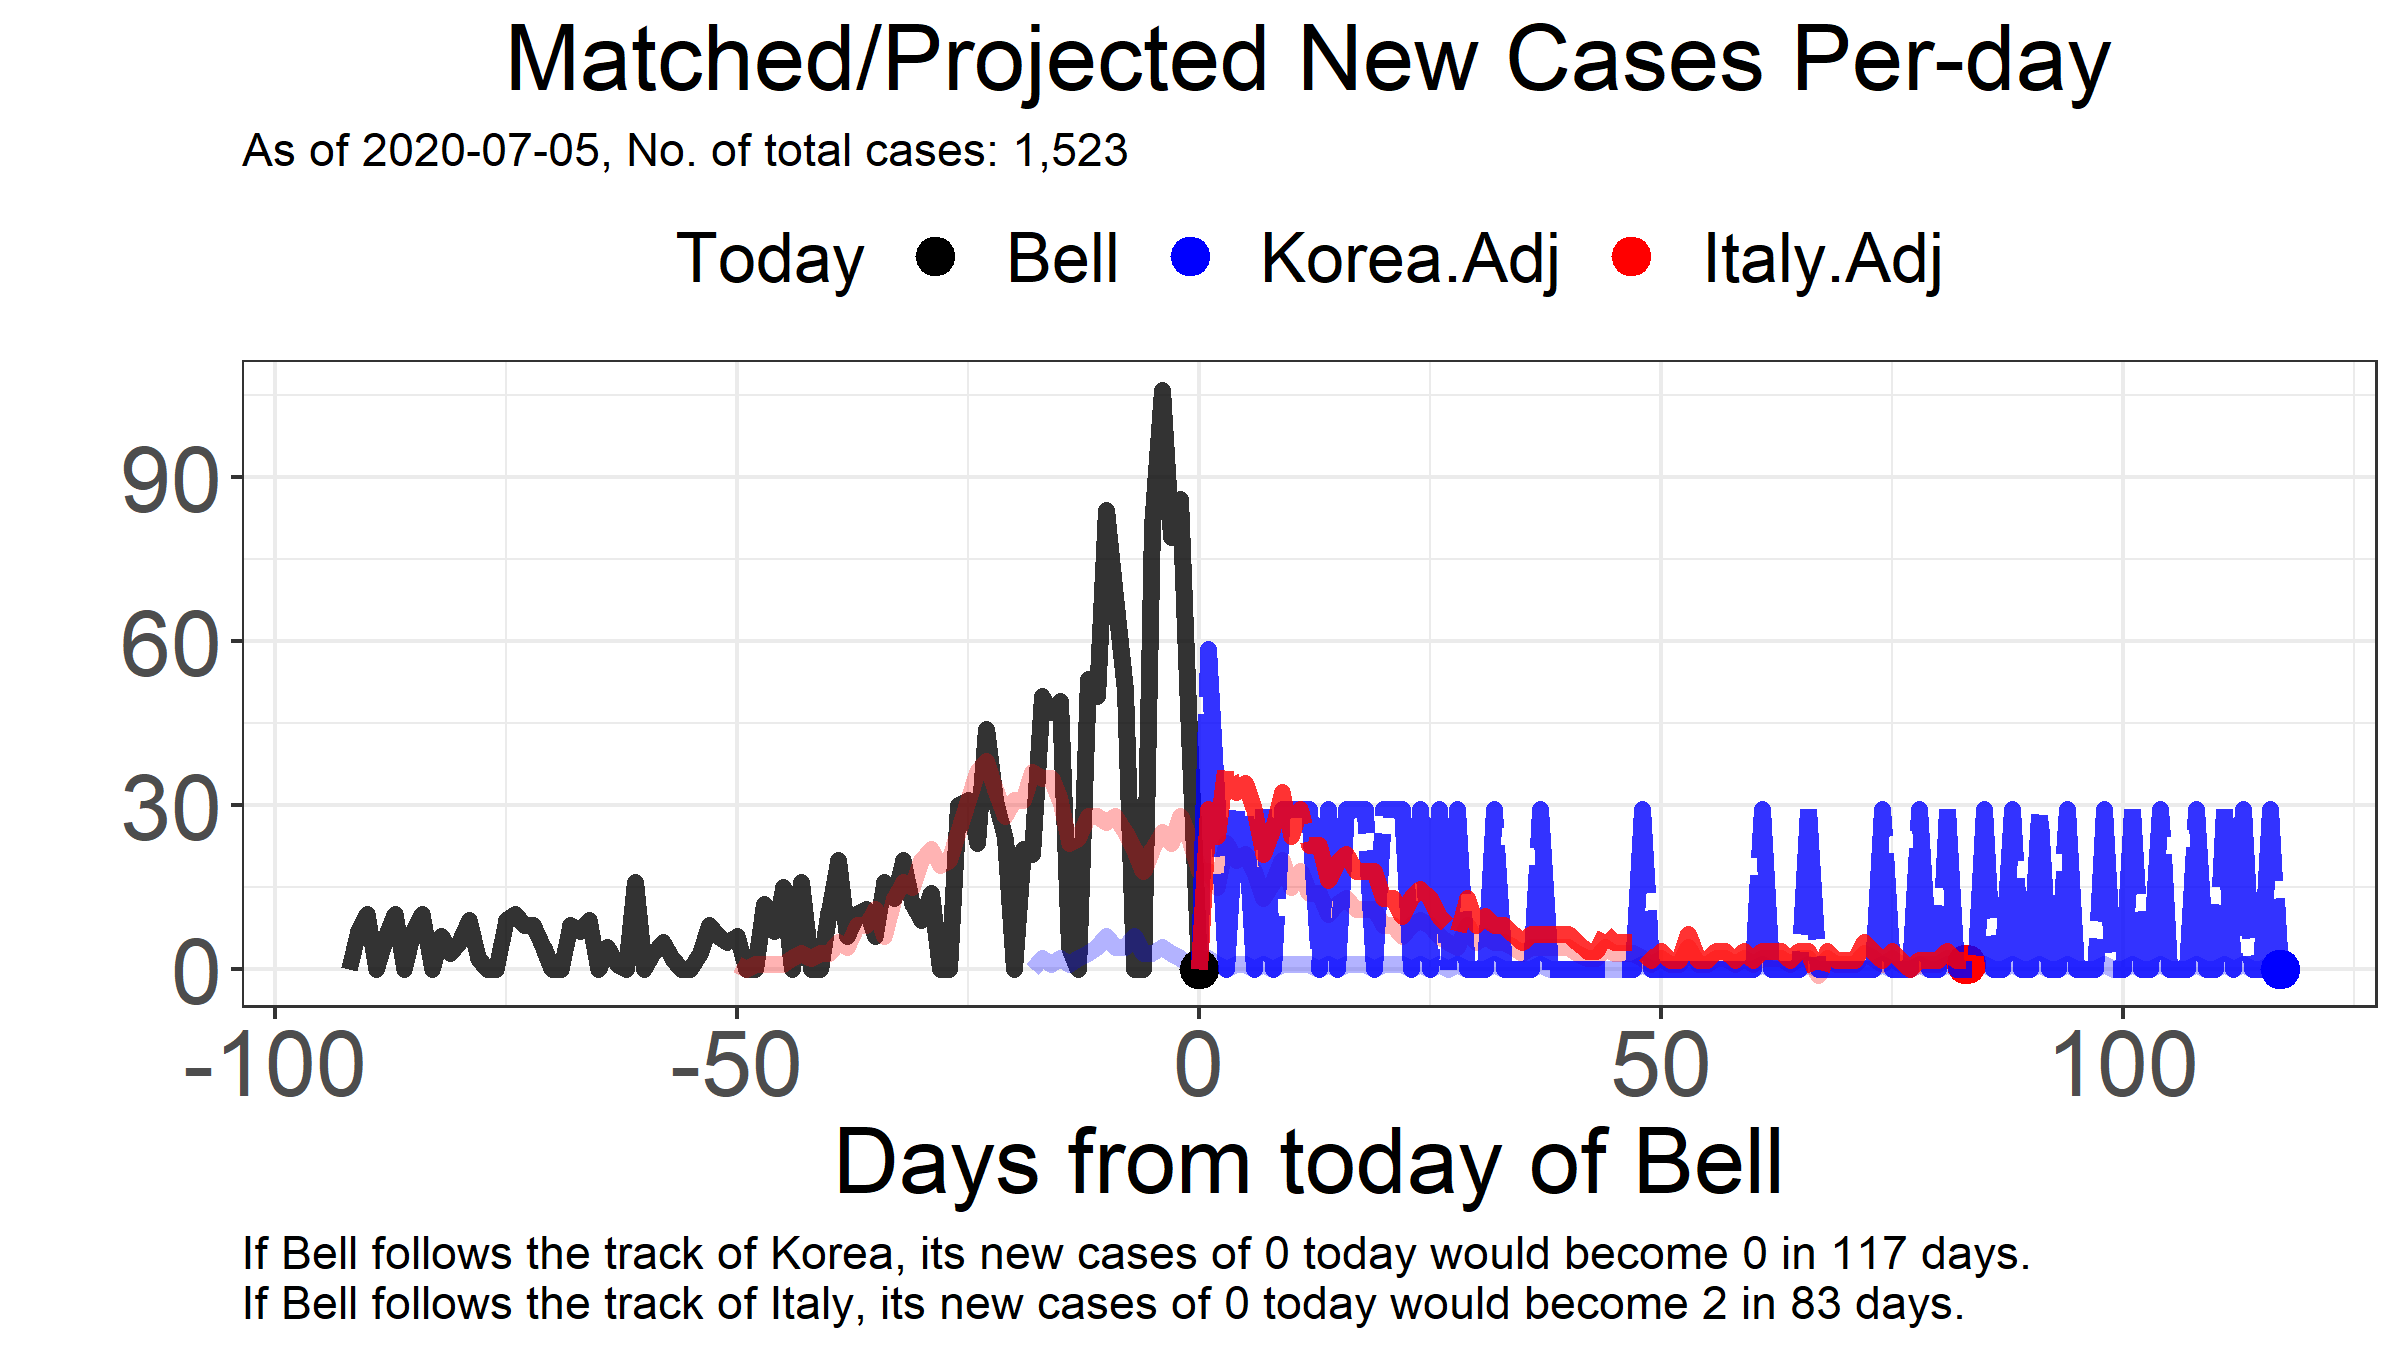 Matched/Projected New Cases Per-day
As of 2020-07-05, No. of total cases: 1,523
Today Bell Korea.Adj Italy.Adj
90
60
30
0
-100 -50 0 50 100
Days from today of Bell
If Bell follows the track of Korea, its new cases of 0 today would become 0 in 117 days.
If Bell follows the track of Italy, its new cases of 0 today would become 2 in 83 days.